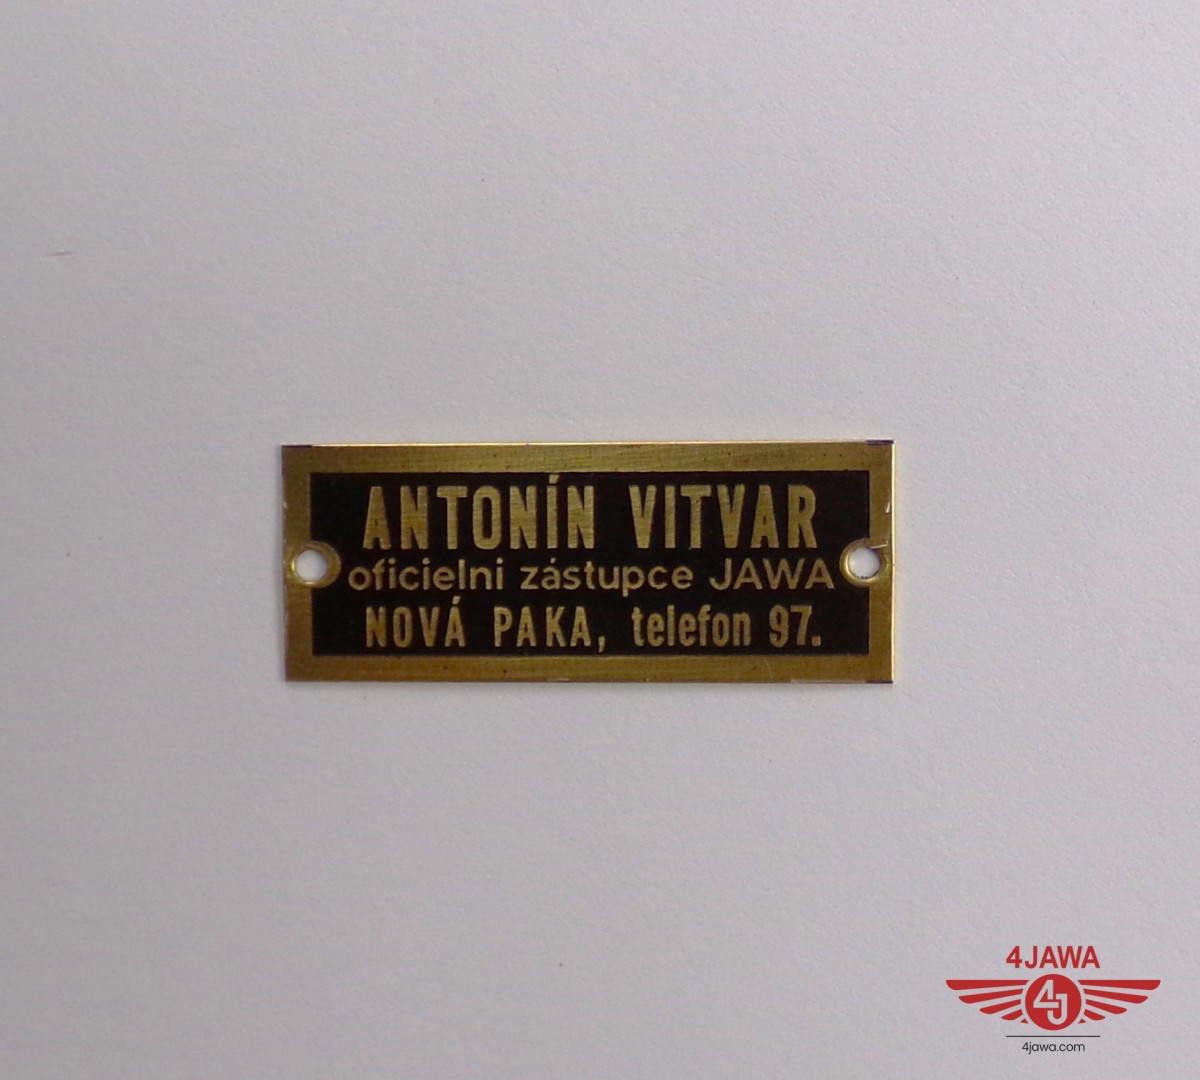 ANTONÍN VITVAR
oficielni zástupce JAWA
NOVÁ PAKA, telefon 97.
4JAWA
4J
4jawa.com